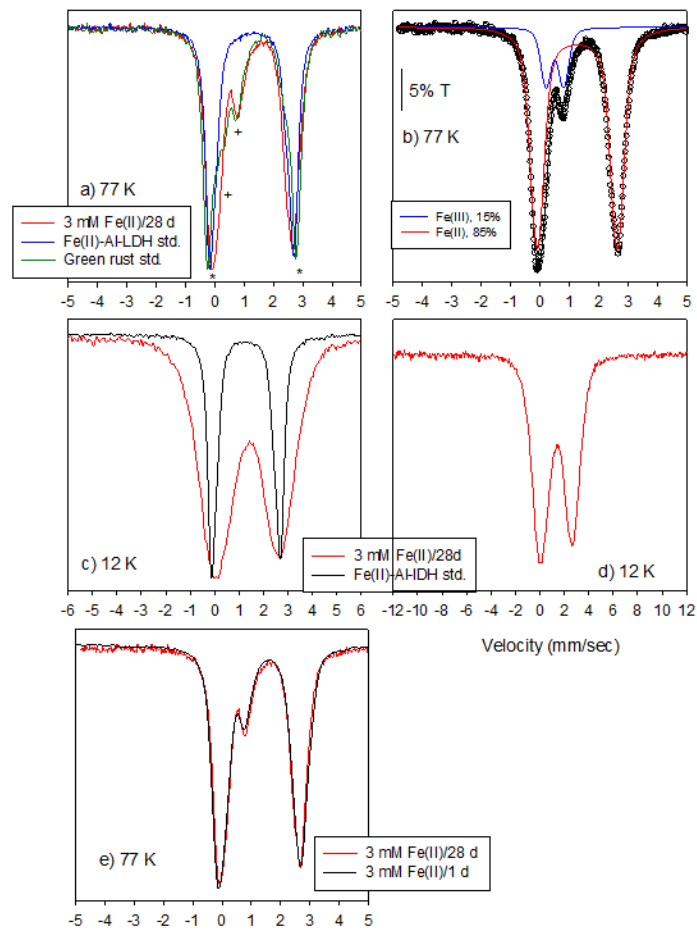 a) 77 K
3 mM Fe(II)/28 d
Fe(II)-Al-LDH std.
Green rust std.
+
+
*
*
-5 -4 -3 -2 -1 0 1 2 3 4 5
5% T
b) 77 K
Fe(III), 15%
Fe(II), 85%
-5 -4 -3 -2 -1 0 1 2 3 4 5
c) 12 K
3 mM Fe(II)/28d
Fe(II)-Al-IDH std.
d) 12 K
-6 -5 -4 -3 -2 -1 0 1 2 3 4 5 6
-12 -10 -8 -6 -4 -2 0 2 4 6 8 10 12
Velocity (mm/sec)
e) 77 K
3 mM Fe(II)/28 d
3 mM Fe(II)/1 d
-5 -4 -3 -2 -1 0 1 2 3 4 5